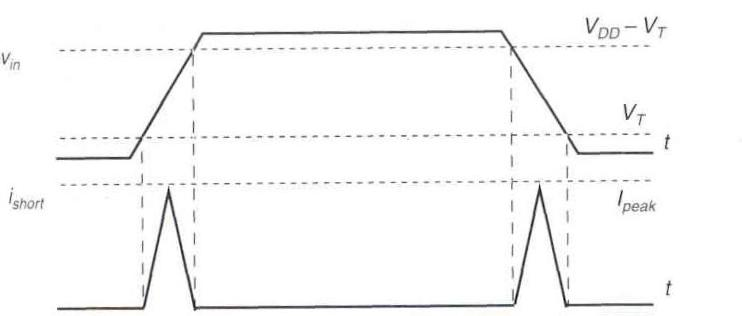 V_DD − V_T
v_in
V_T
t
i_short
I_peak
t